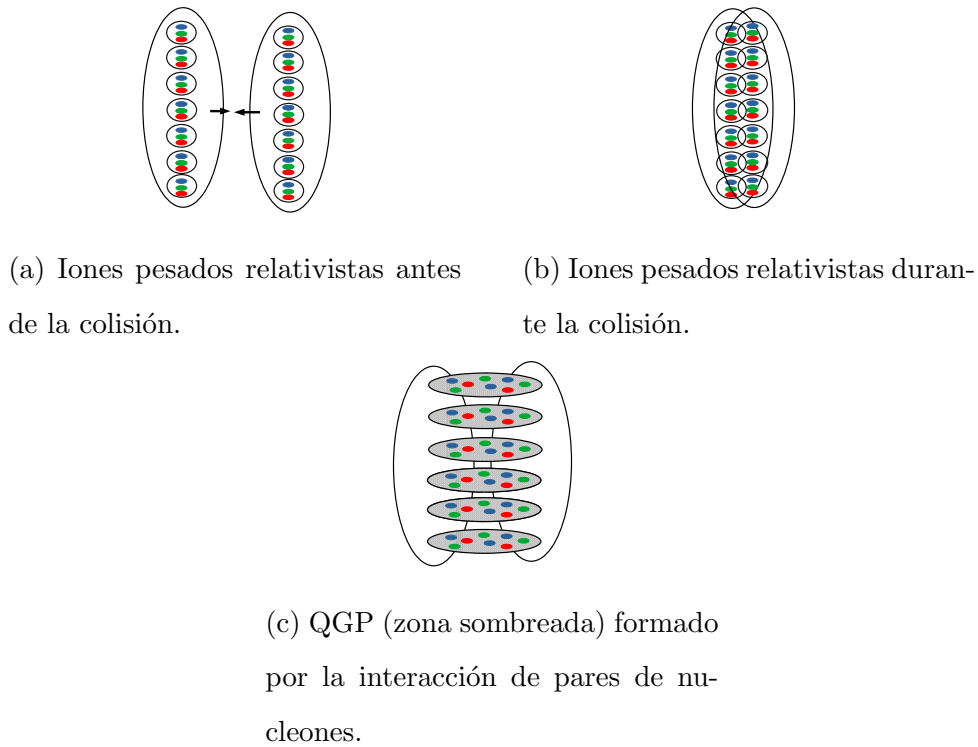 (a) Iones pesados relativistas antes
de la colisión.
(b) Iones pesados relativistas duran-
te la colisión.
(c) QGP (zona sombreada) formado
por la interacción de pares de nu-
cleones.